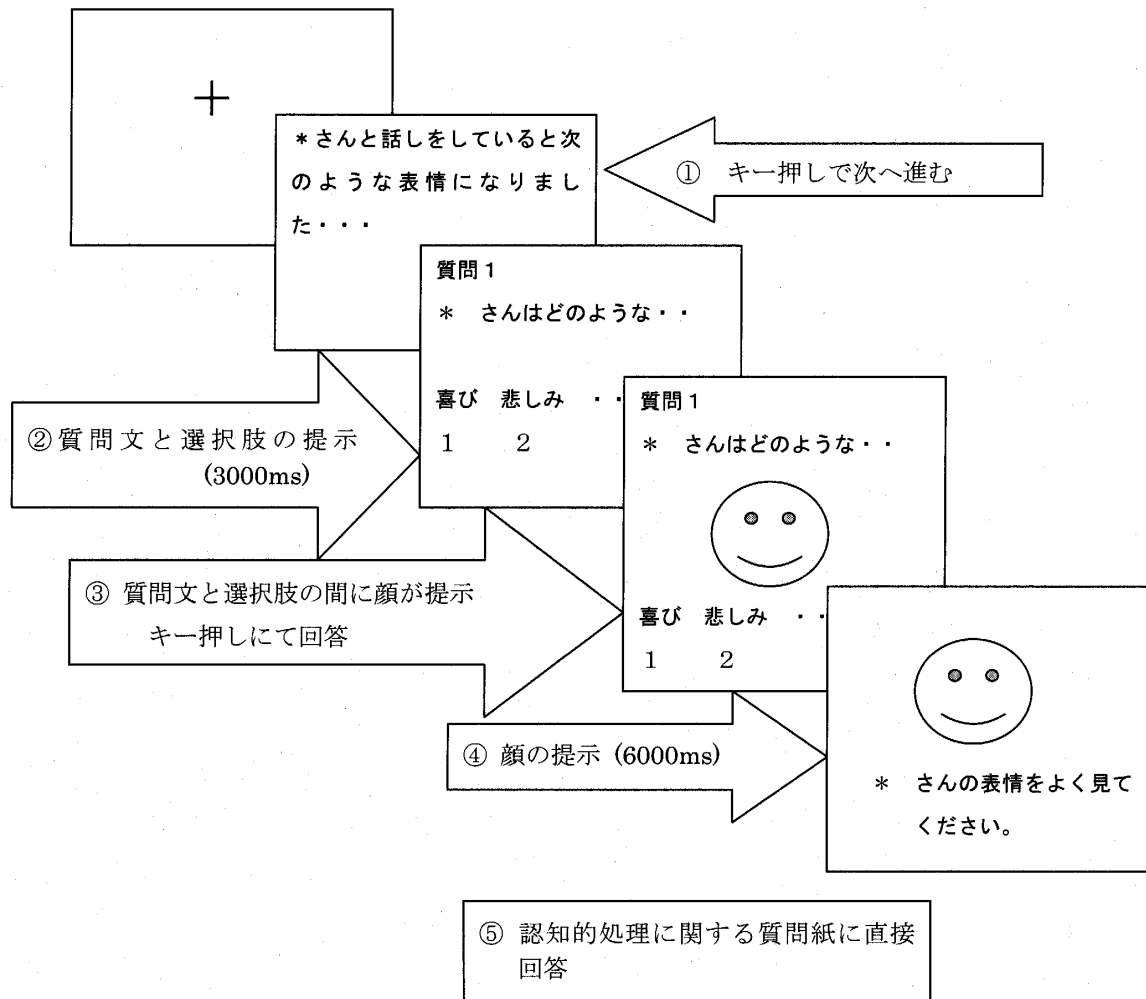 ＊さんと話しをしていると次
のような表情になりまし
た・・・
① キー押しで次へ進む
質問１
＊ さんはどのような・・
喜び 悲しみ ・・
1 2
②質問文と選択肢の提示
(3000ms)
質問１
＊ さんはどのような・・
喜び 悲しみ ・・
1 2
③ 質問文と選択肢の間に顔が提示
キー押しにて回答
④ 顔の提示 (6000ms)
＊ さんの表情をよく見て
ください。
⑤ 認知的処理に関する質問紙に直接
回答